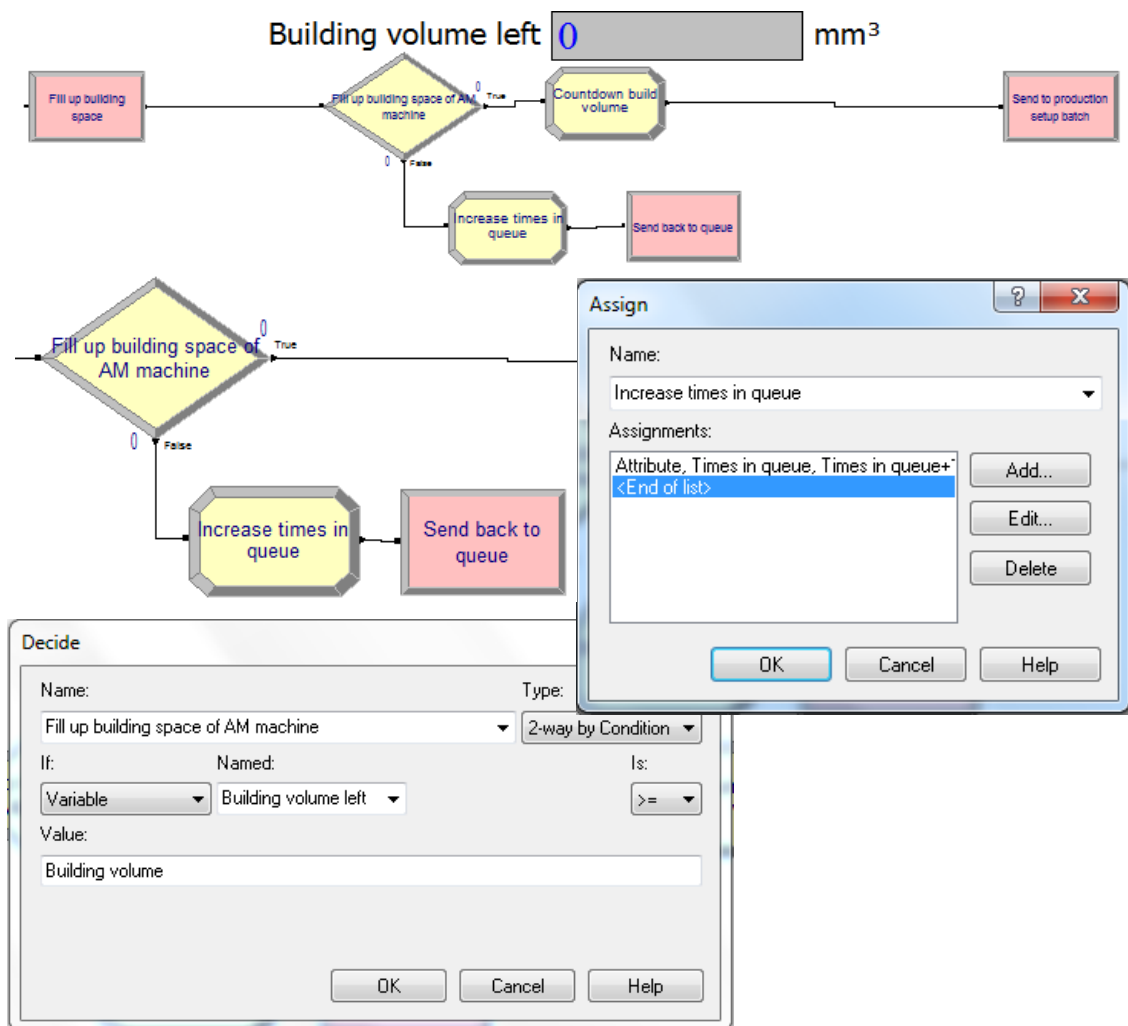 Building volume left 0 mm³
Fill up building
space
Fill up building space of AM
machine
0
True
0
False
Countdown build
volume
Send to production
setup batch
Increase times in
queue
Send back to queue
Fill up building space of
AM machine
0
True
0
False
Increase times in
queue
Send back to
queue
Assign
?
Name:
Increase times in queue
Assignments:
Attribute, Times in queue, Times in queue+
<End of list>
Add...
Edit...
Delete
OK Cancel Help
Decide
Name: Type:
Fill up building space of AM machine 2-way by Condition
If: Named: Is:
Variable Building volume left >=
Value:
Building volume
OK Cancel Help